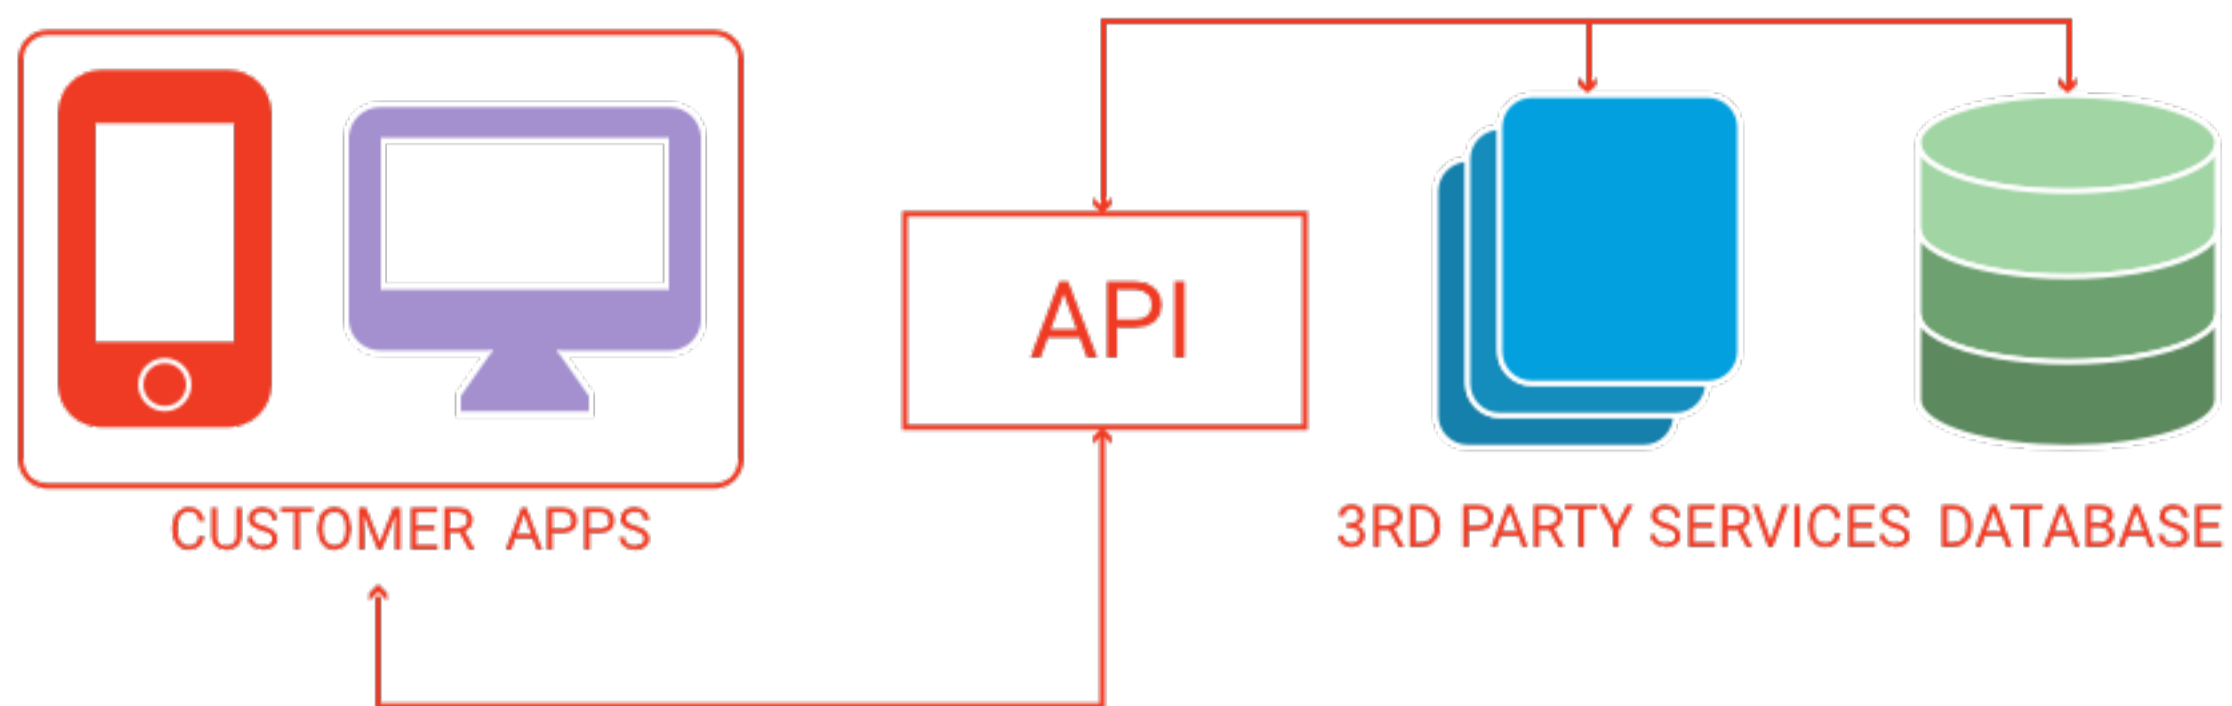 API
CUSTOMER APPS
3RD PARTY SERVICES
DATABASE